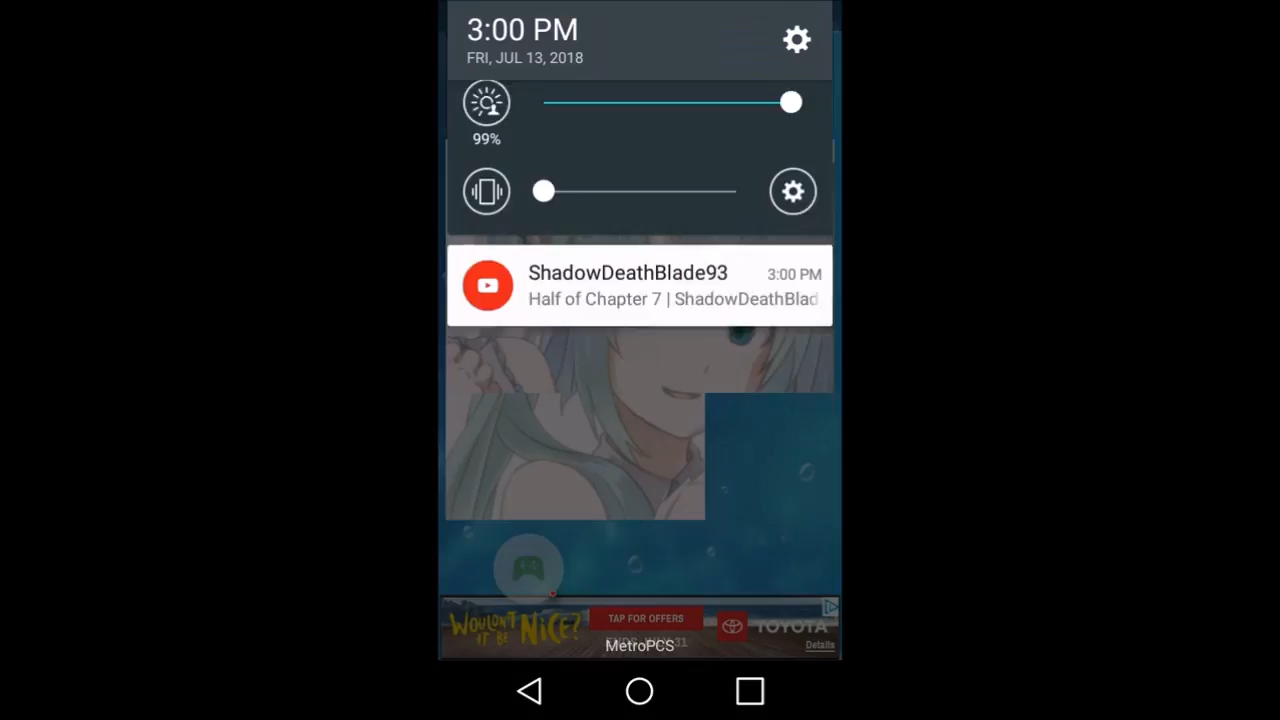 3:00 PM
FRI, JUL 13, 2018
99%
ShadowDeathBlade93
3:00 PM
Half of Chapter 7 | ShadowDeathBlad
WOULDN'T IT BE NICE?
TAP FOR OFFERS
TOYOTA
MetroPCS
Details